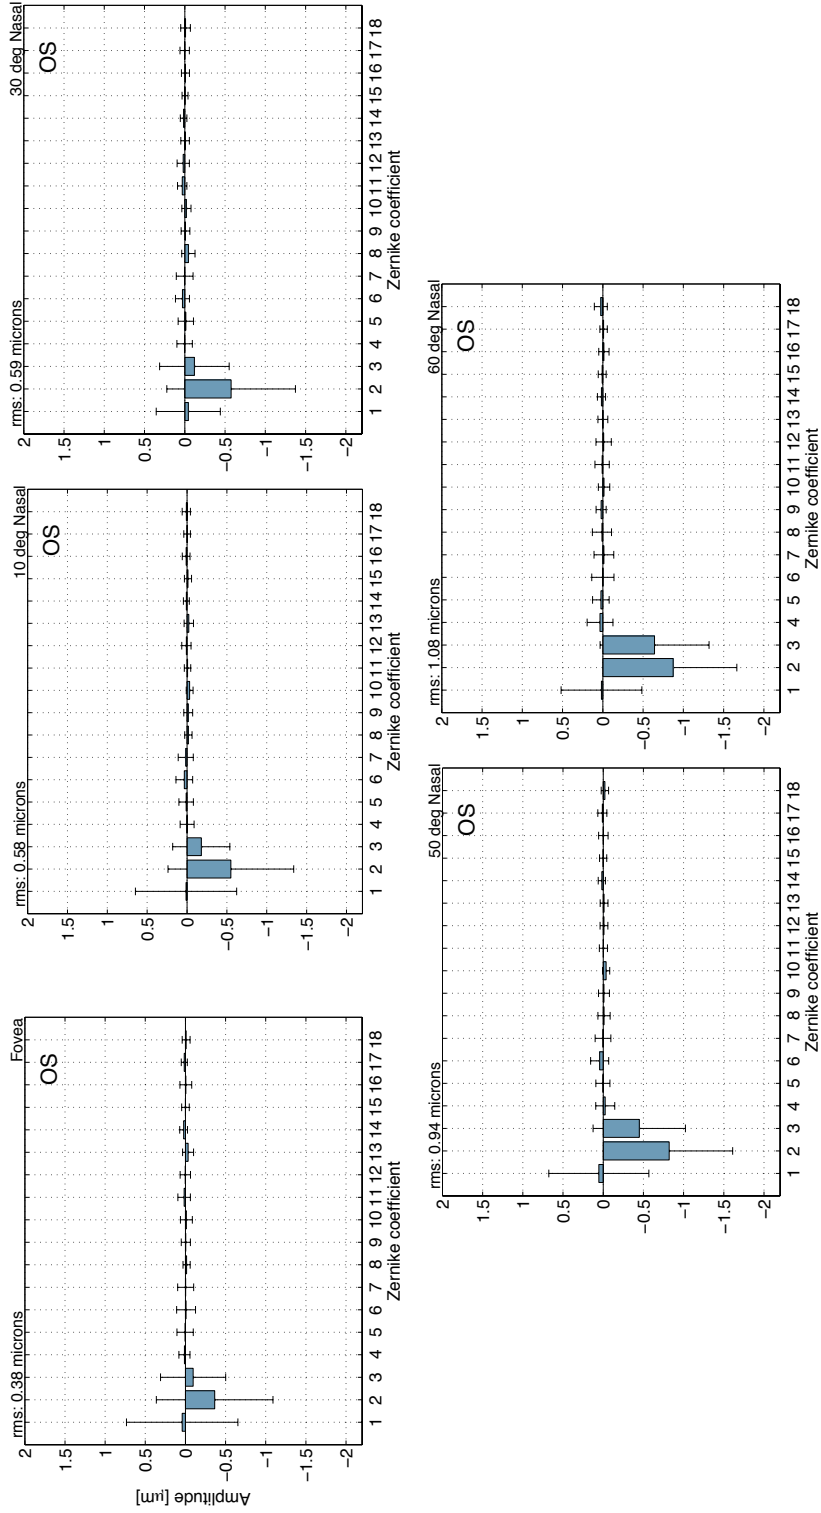 rms: 0.38 microns
Fovea
OS
2
1.5
1
0.5
0
−0.5
−1
−1.5
−2
Amplitude [µm]
1 2 3 4 5 6 7 8 9 10 11 12 13 14 15 16 17 18
Zernike coefficient
rms: 0.58 microns
10 deg Nasal
OS
2
1.5
1
0.5
0
−0.5
−1
−1.5
−2
1 2 3 4 5 6 7 8 9 10 11 12 13 14 15 16 17 18
Zernike coefficient
rms: 0.59 microns
30 deg Nasal
OS
2
1.5
1
0.5
0
−0.5
−1
−1.5
−2
1 2 3 4 5 6 7 8 9 10 11 12 13 14 15 16 17 18
Zernike coefficient
rms: 0.94 microns
50 deg Nasal
OS
2
1.5
1
0.5
0
−0.5
−1
−1.5
−2
1 2 3 4 5 6 7 8 9 10 11 12 13 14 15 16 17 18
Zernike coefficient
rms: 1.08 microns
60 deg Nasal
OS
2
1.5
1
0.5
0
−0.5
−1
−1.5
−2
1 2 3 4 5 6 7 8 9 10 11 12 13 14 15 16 17 18
Zernike coefficient